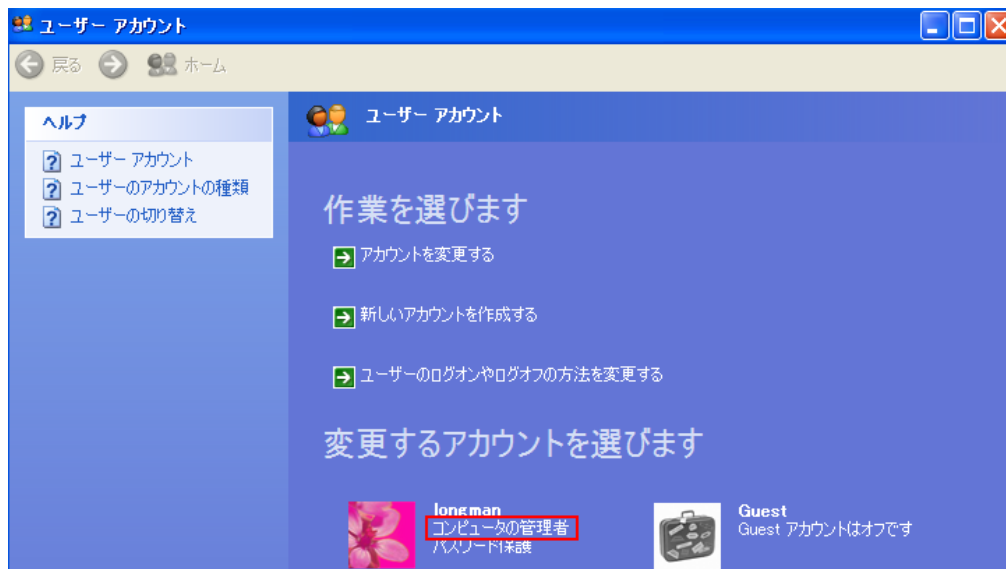 ユーザー アカウント
戻る ホーム
ヘルプ
ユーザー アカウント
ユーザーのアカウントの種類
ユーザーの切り替え
ユーザー アカウント
作業を選びます
アカウントを変更する
新しいアカウントを作成する
ユーザーのログオンやログオフの方法を変更する
変更するアカウントを選びます
longman
コンピュータの管理者
パスワード保護
Guest
Guest アカウントはオフです